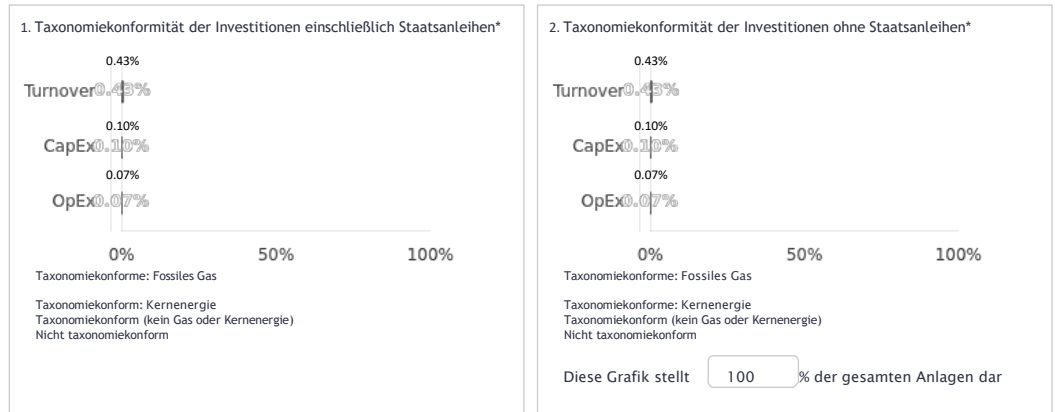 1. Taxonomiekonformität der Investitionen einschließlich Staatsanleihen*
0.43%
Turnover 0.43%
0.10%
CapEx 0.10%
0.07%
OpEx 0.07%
0% 50% 100%
Taxonomiekonforme: Fossiles Gas
Taxonomiekonform: Kernenergie
Taxonomiekonform (kein Gas oder Kernenergie)
Nicht taxonomiekonform
2. Taxonomiekonformität der Investitionen ohne Staatsanleihen*
0.43%
Turnover 0.43%
0.10%
CapEx 0.10%
0.07%
OpEx 0.07%
0% 50% 100%
Taxonomiekonforme: Fossiles Gas
Taxonomiekonforme: Kernenergie
Taxonomiekonform (kein Gas oder Kernenergie)
Nicht taxonomiekonform
Diese Grafik stellt 100 % der gesamten Anlagen dar